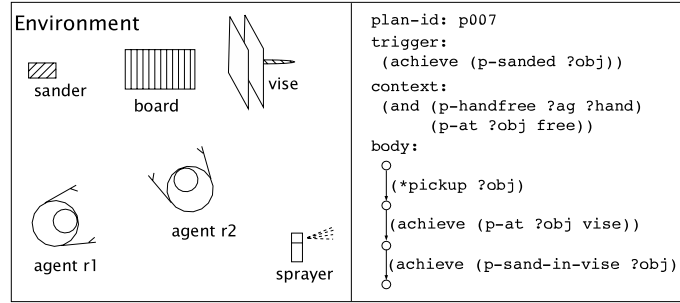 Environment
sander
board
vise
agent r1
agent r2
sprayer
plan-id: p007
trigger:
(achieve (p-sanded ?obj))
context:
(and (p-handfree ?ag ?hand)
(p-at ?obj free))
body:
(*pickup ?obj)
(achieve (p-at ?obj vise))
(achieve (p-sand-in-vise ?obj)